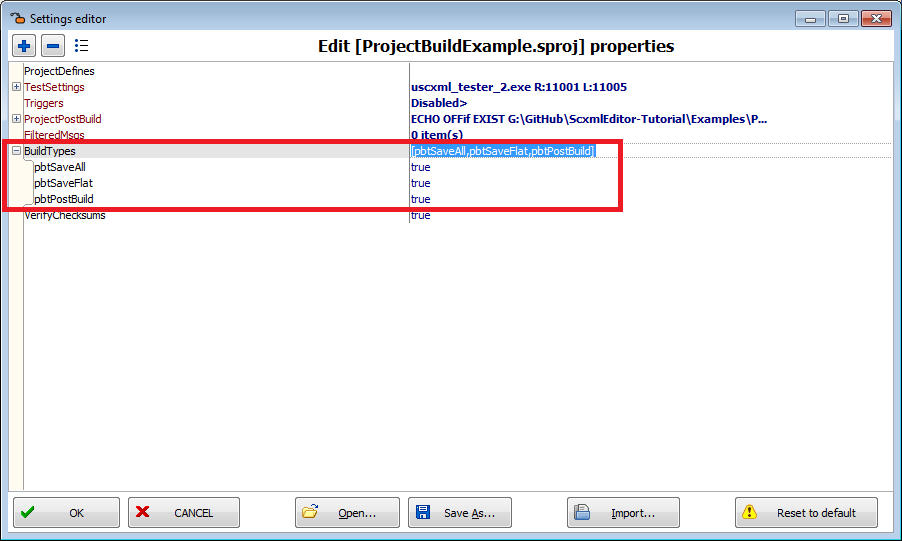 Settings editor
Edit [ProjectBuildExample.sproj] properties
ProjectDefines
TestSettings uscxml_tester_2.exe R:11001 L:11005
Triggers Disabled>
ProjectPostBuild ECHO OFFif EXIST G:\GitHub\ScxmlEditor-Tutorial\Examples\P...
FilteredMsgs 0 item(s)
BuildTypes [pbtSaveAll,pbtSaveFlat,pbtPostBuild]
pbtSaveAll true
pbtSaveFlat true
pbtPostBuild true
VerifyChecksums true
OK CANCEL Open... Save As... Import... Reset to default